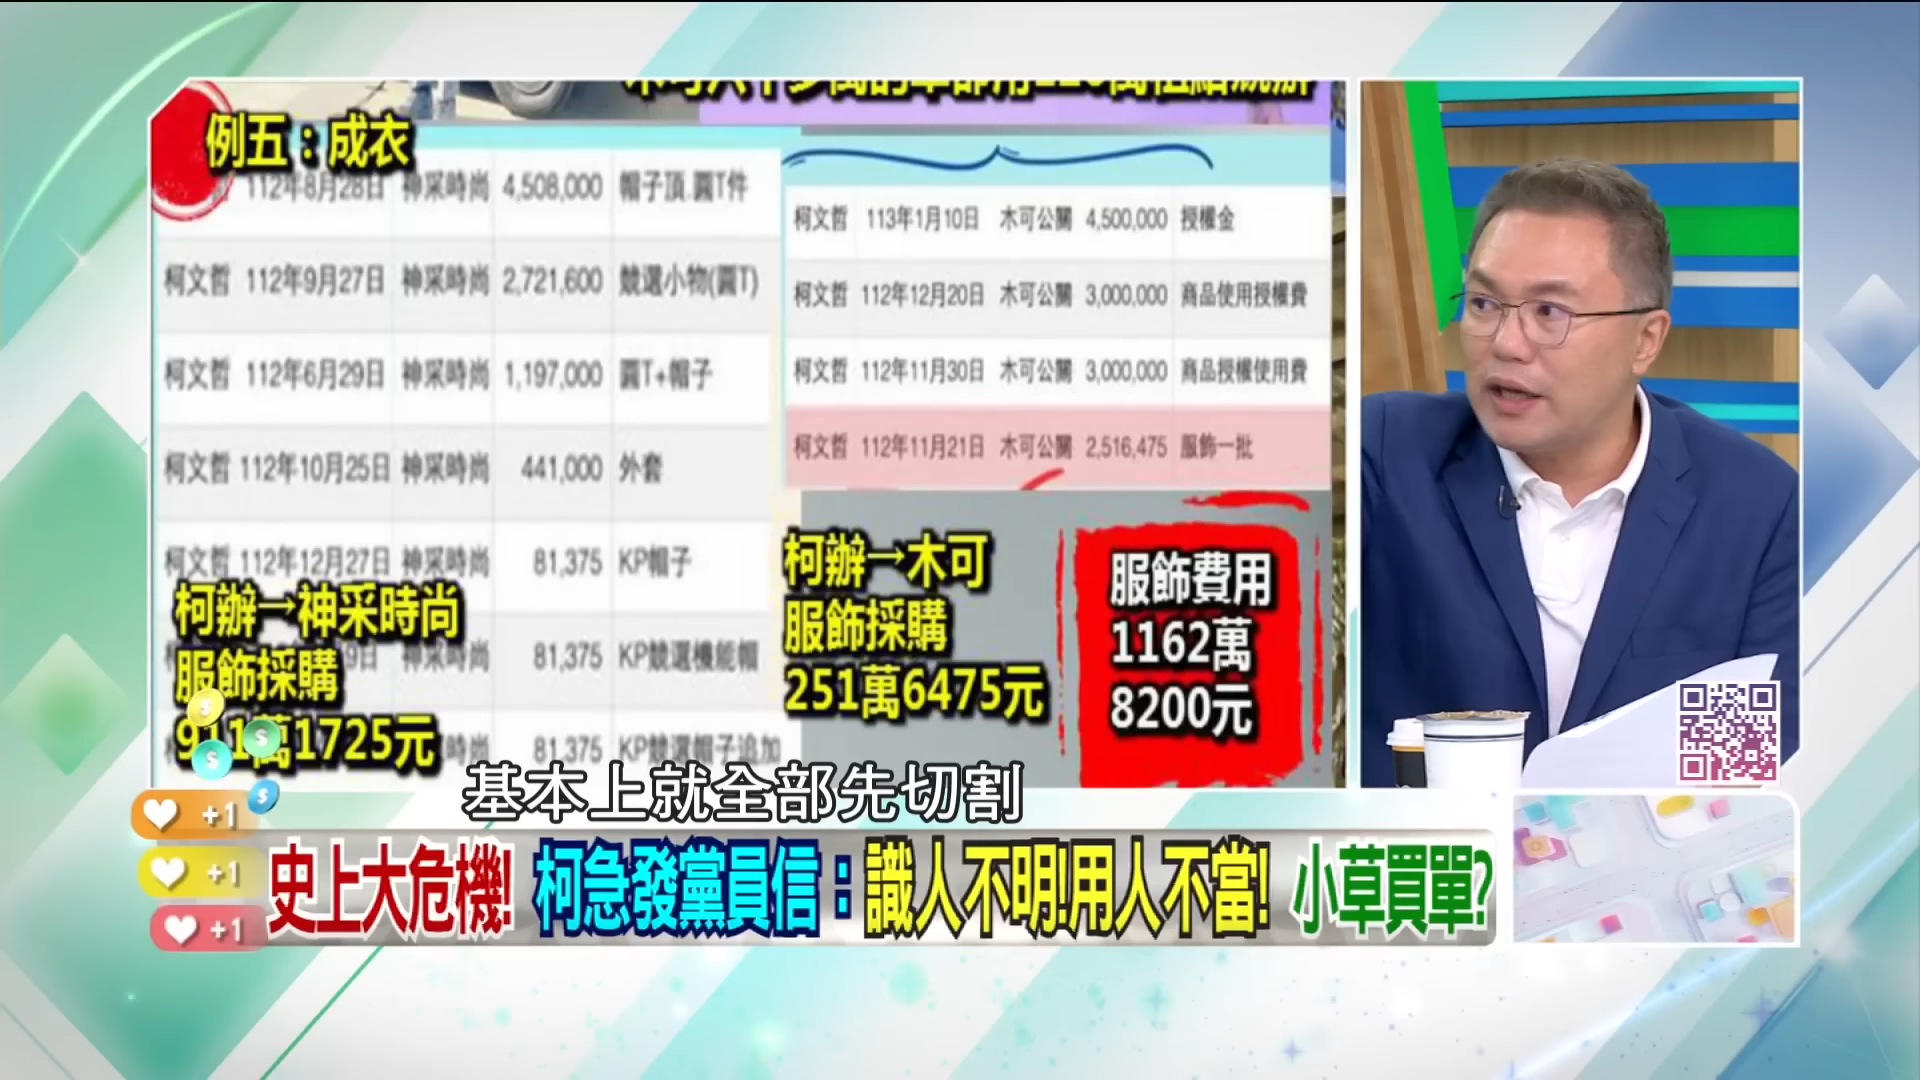 例五：成衣
112年8月28日 神采時尚 4,508,000 帽子頂.圓T件
柯文哲 112年9月27日 神采時尚 2,721,600 競選小物(圓T)
柯文哲 112年6月29日 神采時尚 1,197,000 圓T+帽子
柯文哲 112年10月25日 神采時尚 441,000 外套
柯文哲 112年12月27日 神采時尚 81,375 KP帽子
9日 神采時尚 81,375 KP競選機能帽
時尚 81,375 KP競選帽子追加
柯辦→神采時尚
服飾採購
911萬1725元
柯文哲 113年1月10日 木可公關 4,500,000 授權金
柯文哲 112年12月20日 木可公關 3,000,000 商品使用授權費
柯文哲 112年11月30日 木可公關 3,000,000 商品授權使用費
柯文哲 112年11月21日 木可公關 2,516,475 服飾一批
柯辦→木可
服飾採購
251萬6475元
服飾費用
1162萬
8200元
基本上就全部先切割
+1
+1
+1
史上大危機! 柯急發黨員信：識人不明!用人不當! 小草買單?